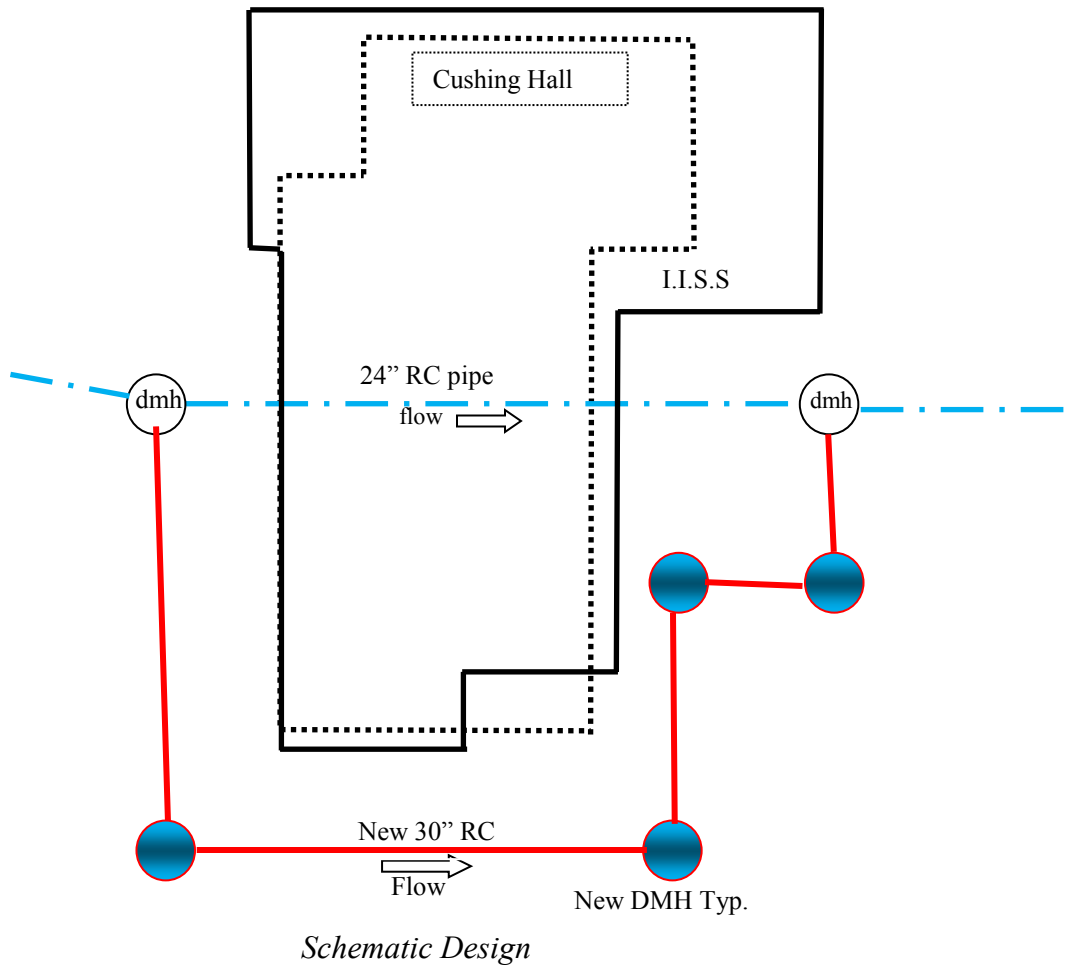 Cushing Hall
I.I.S.S
24” RC pipe
dmh
dmh
flow
New 30” RC
Flow
New DMH Typ.
Schematic Design